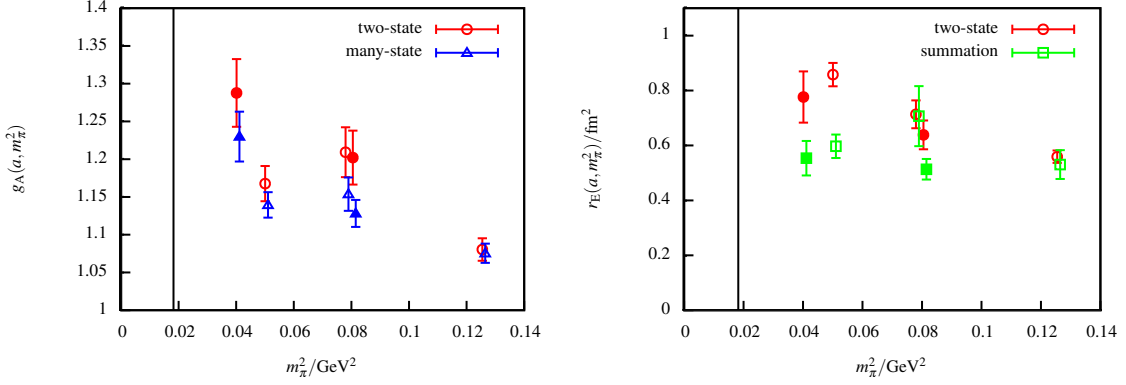 two-state
many-state
g_A(a, m_π^2)
1.4
1.35
1.3
1.25
1.2
1.15
1.1
1.05
1
0 0.02 0.04 0.06 0.08 0.1 0.12 0.14
m_π^2/GeV^2
two-state
summation
r_E(a, m_π^2)/fm^2
1
0.8
0.6
0.4
0.2
0
0 0.02 0.04 0.06 0.08 0.1 0.12 0.14
m_π^2/GeV^2